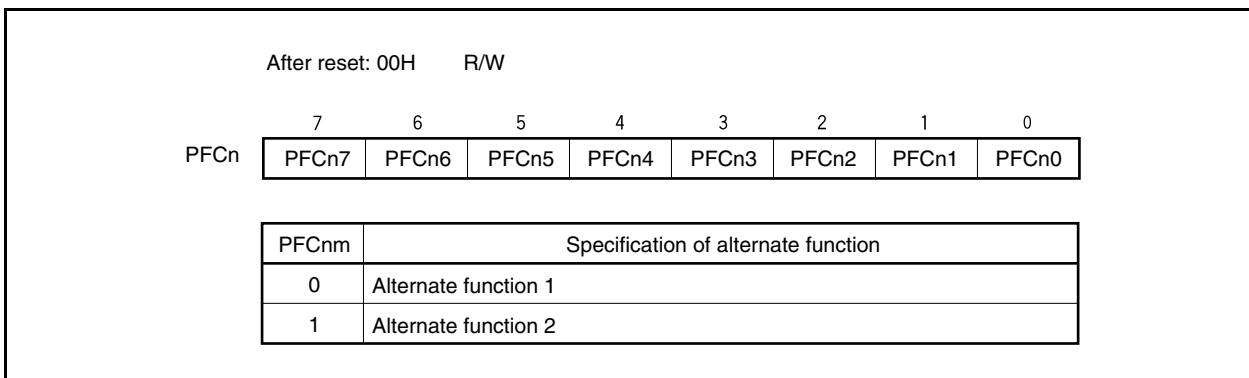 After reset: 00H R/W
7 6 5 4 3 2 1 0
PFCn PFCn7 PFCn6 PFCn5 PFCn4 PFCn3 PFCn2 PFCn1 PFCn0
PFCnm Specification of alternate function
0 Alternate function 1
1 Alternate function 2